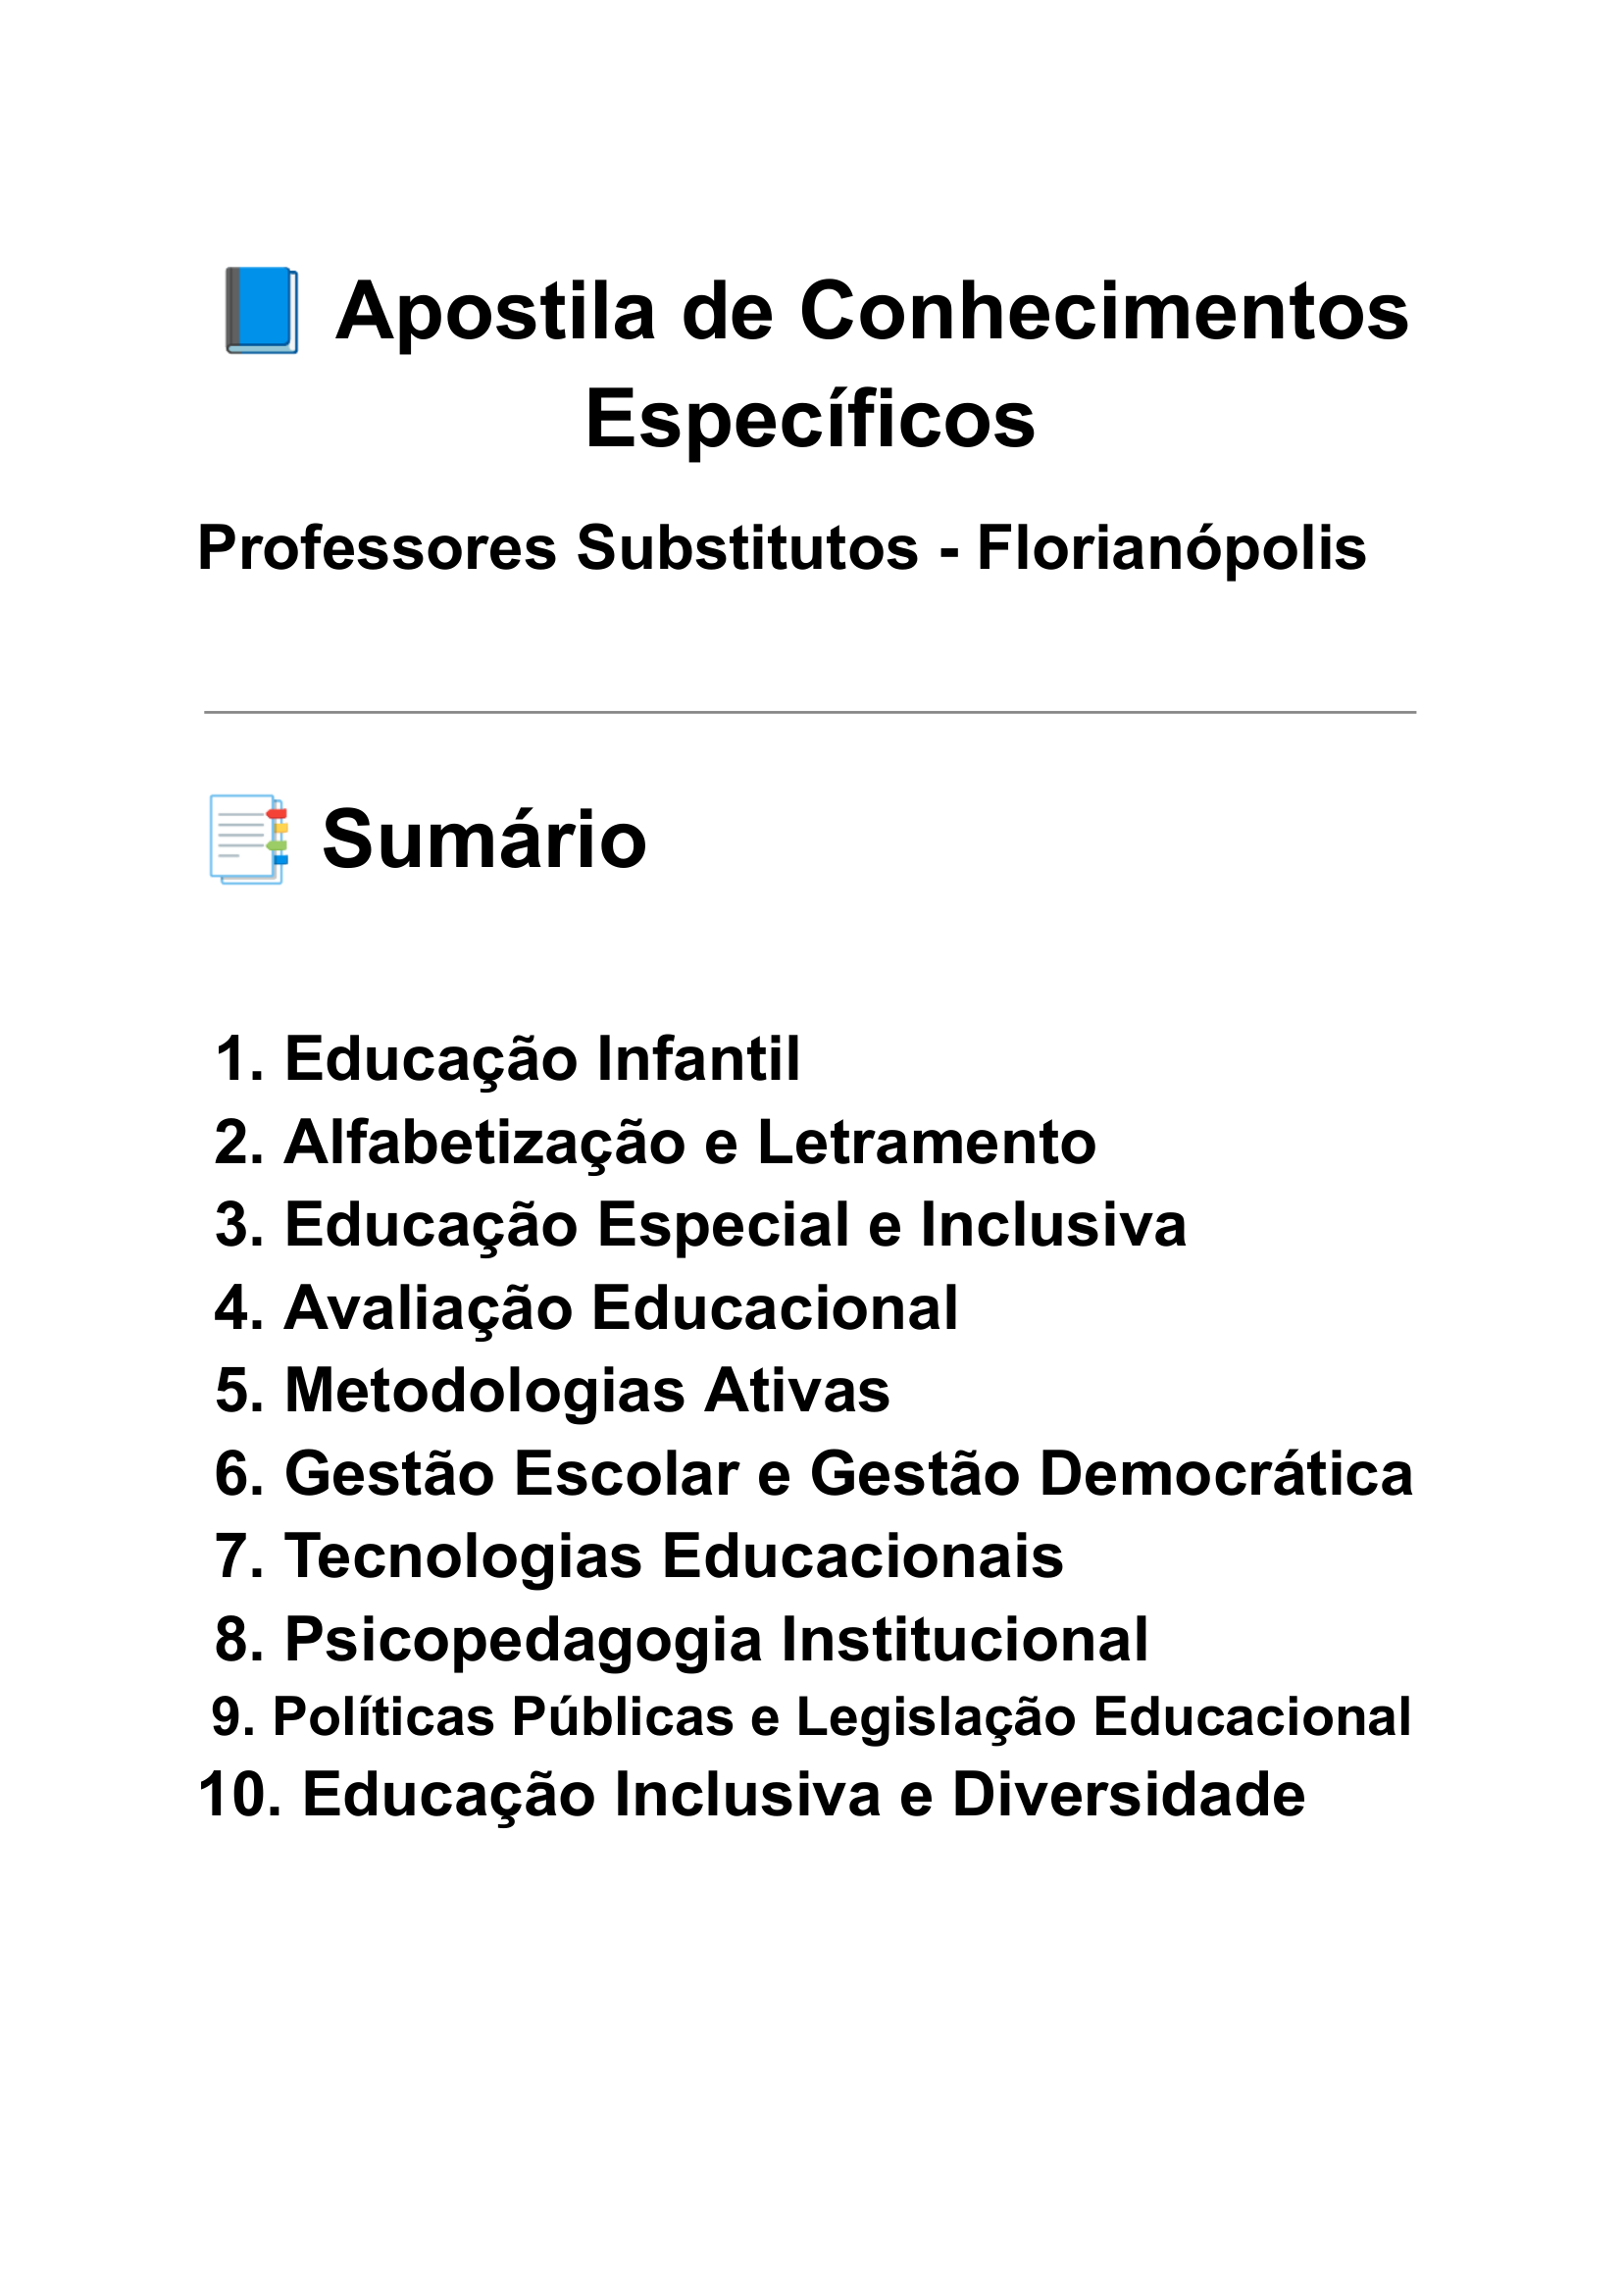 📘 Apostila de Conhecimentos
Específicos
Professores Substitutos - Florianópolis
📑 Sumário
1. Educação Infantil
2. Alfabetização e Letramento
3. Educação Especial e Inclusiva
4. Avaliação Educacional
5. Metodologias Ativas
6. Gestão Escolar e Gestão Democrática
7. Tecnologias Educacionais
8. Psicopedagogia Institucional
9. Políticas Públicas e Legislação Educacional
10. Educação Inclusiva e Diversidade